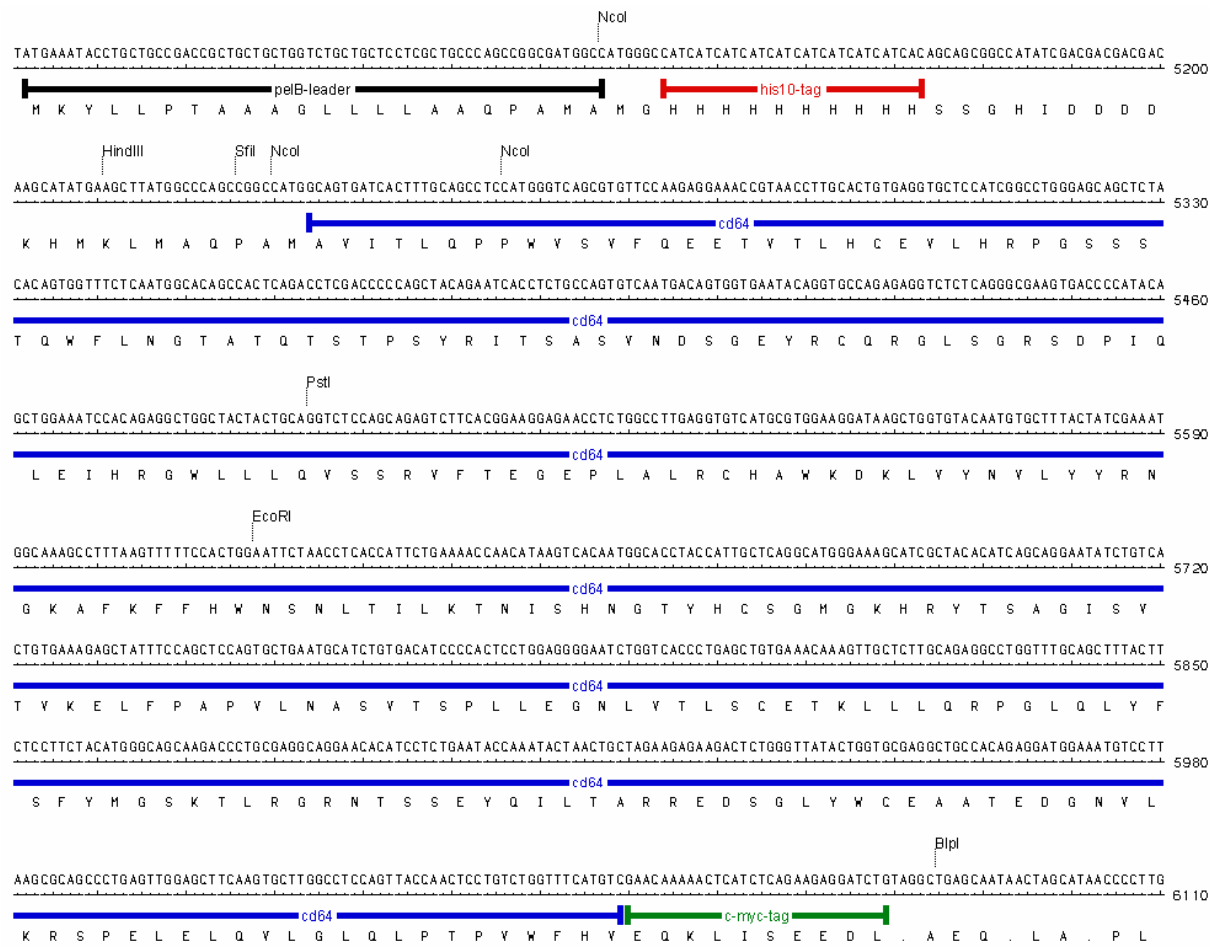 NcoI
TATGAAATACCTGCTGCCGACCGCTGCTGCTGGTCTGCTGCTCCTCGCTGCCCAGCCGGCGATGGCCATGGGCCATCATCATCATCATCATCATCATCATCACAGCAGCGGCCATATCGACGACGACGAC
5200
pelB-leader his10-tag
M K Y L L P T A A A G L L L L A A Q P A M A M G H H H H H H H H H H S S G H I D D D D
HindIII SfiI NcoI NcoI
AAGCATATGAAGCTTATGGCCCAGCCGGCCATGGCAGTGATCACTTTGCAGCCTCCATGGGTCAGCGTGTTCCAAGAGGAAACCGTAACCTTGCACTGTGAGGTGCTCCATCGGCCTGGGAGCAGCTCTA
5330
cd64
K H M K L M A Q P A M A V I T L Q P P W V S V F Q E E T V T L H C E V L H R P G S S S
CACAGTGGTTTCTCAATGGCACAGCCACTCAGACCTCGACCCCCAGCTACAGAATCACCTCTGCCAGTGTCAATGACAGTGGTGAATACAGGTGCCAGAGAGGTCTCTCAGGGCGAAGTGACCCCATACA
5460
cd64
T Q W F L N G T A T Q T S T P S Y R I T S A S V N D S G E Y R C Q R G L S G R S D P I Q
PstI
GCTGGAAATCCACAGAGGCTGGCTACTACTGCAGGTCTCCAGCAGAGTCTTCACGGAAGGAGAACCTCTGGCCTTGAGGTGTCATGCGTGGAAGGATAAGCTGGTGTACAATGTGCTTTACTATCGAAAT
5590
cd64
L E I H R G W L L L Q V S S R V F T E G E P L A L R C H A W K D K L V Y N V L Y Y R N
EcoRI
GGCAAAGCCTTTAAGTTTTTCCACTGGAATTCTAACCTCACCATTCTGAAAACCAACATAAGTCACAATGGCACCTACCATTGCTCAGGCATGGGAAAGCATCGCTACACATCAGCAGGAATATCTGTCA
5720
cd64
G K A F K F F H W N S N L T I L K T N I S H N G T Y H C S G M G K H R Y T S A G I S V
CTGTGAAAGAGCTATTTCCAGCTCCAGTGCTGAATGCATCTGTGACATCCCCACTCCTGGAGGGGAATCTGGTCACCCTGAGCTGTGAAACAAAGTTGCTCTTGCAGAGGCCTGGTTTGCAGCTTTACTT
5850
cd64
T V K E L F P A P V L N A S V T S P L L E G N L V T L S C E T K L L L Q R P G L Q L Y F
CTCCTTCTACATGGGCAGCAAGACCCTGCGAGGCAGGAACACATCCTCTGAATACCAAATACTAACTGCTAGAAGAGAAGACTCTGGGTTATACTGGTGCGAGGCTGCCACAGAGGATGGAAATGTCCTT
5980
cd64
S F Y M G S K T L R G R N T S S E Y Q I L T A R R E D S G L Y W C E A A T E D G N V L
BlpI
AAGCGCAGCCCTGAGTTGGAGCTTCAAGTGCTTGGCCTCCAGTTACCAACTCCTGTCTGGTTTCATGTCGAACAAAAACTCATCTCAGAAGAGGATCTGTAGGCTGAGCAATAACTAGCATAACCCCTTG
6110
cd64 c-myc-tag
K R S P E L E L Q V L G L Q L P T P V W F H V E Q K L I S E E D L . A E Q . L A . P L